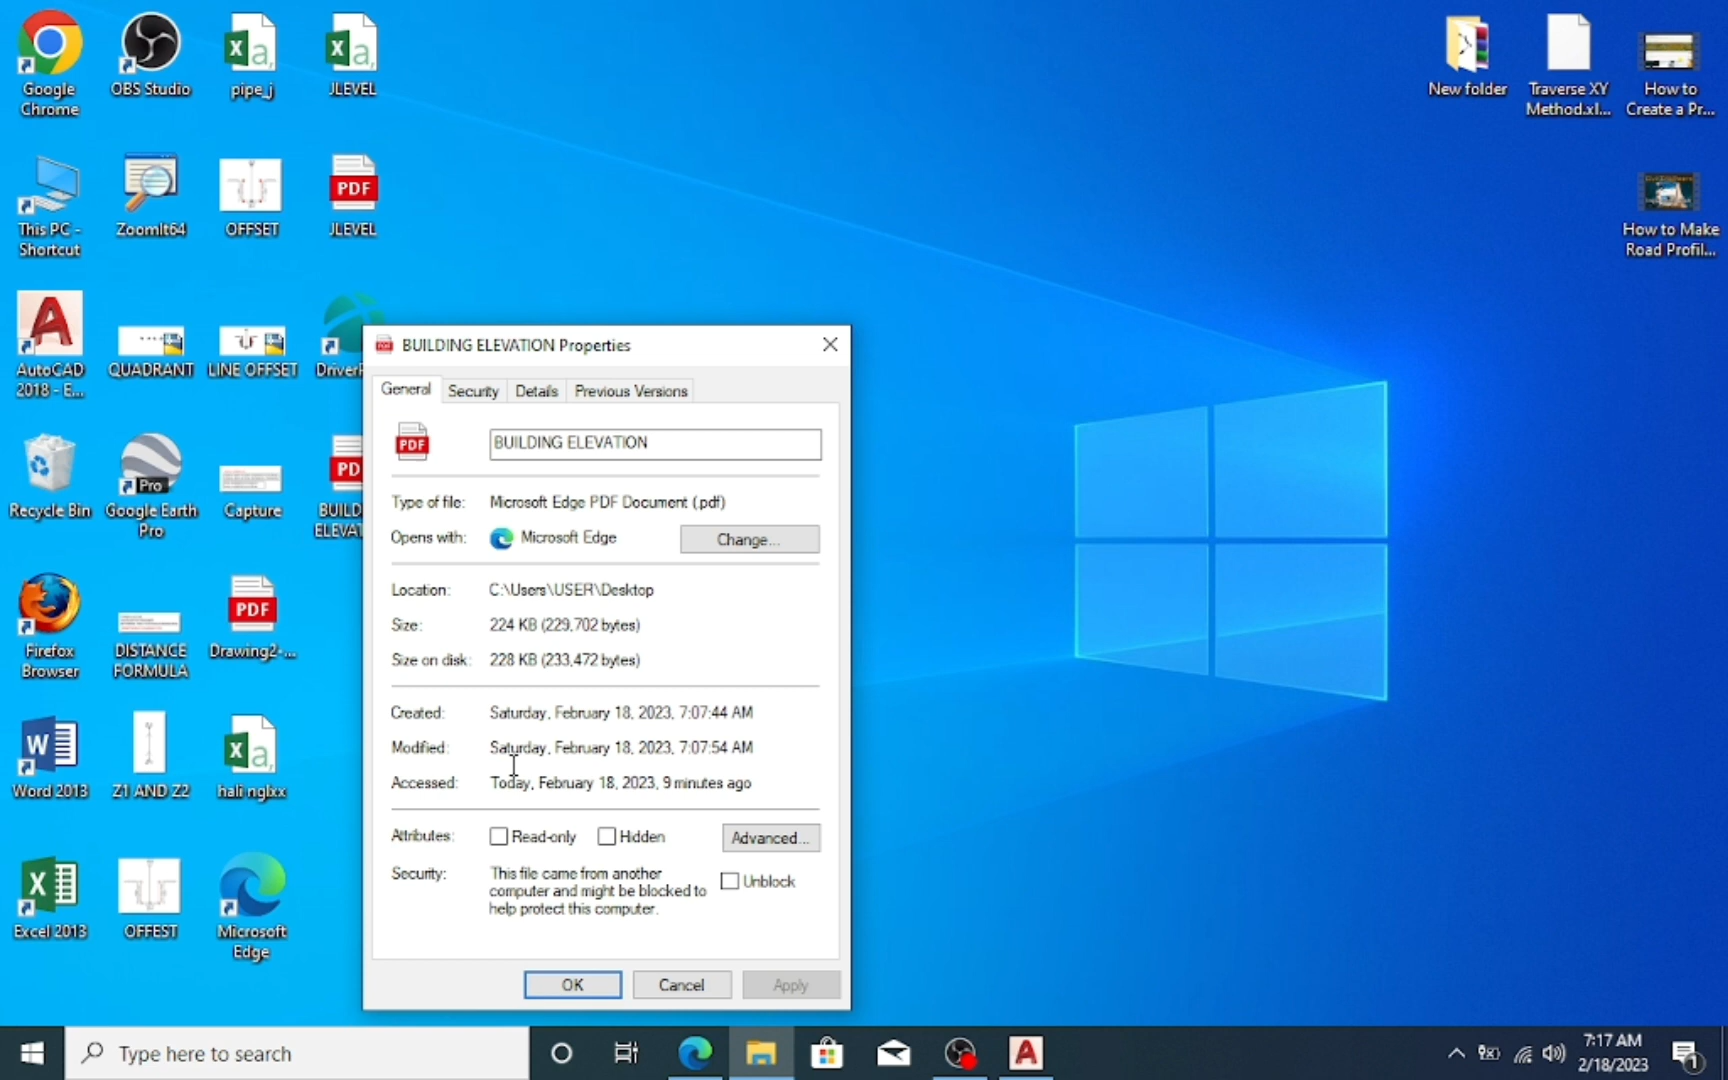 Google
Chrome
OBS Studio
pipe_j
JLEVEL
New folder
Traverse XY
Method.xl...
How to
Create a Pr...
This PC -
Shortcut
ZoomIt64
OFFSET
PDF
JLEVEL
How to Make
Road Profil...
AutoCAD
2018 - E...
QUADRANT
LINE OFFSET
Recycle Bin
Pro
Google Earth
Pro
Capture
Firefox
Browser
DISTANCE
FORMULA
PDF
Drawing2-...
Word 2013
Z1 AND Z2
hali nglxx
Excel 2013
OFFEST
Microsoft
Edge
BUILDING ELEVATION Properties
General
Security
Details
Previous Versions
PDF
BUILDING ELEVATION
Type of file: Microsoft Edge PDF Document (.pdf)
Opens with: Microsoft Edge
Change...
Location: C:\Users\USER\Desktop
Size: 224 KB (229,702 bytes)
Size on disk: 228 KB (233,472 bytes)
Created: Saturday, February 18, 2023, 7:07:44 AM
Modified: Saturday, February 18, 2023, 7:07:54 AM
Accessed: Today, February 18, 2023, 9 minutes ago
Attributes: Read-only Hidden Advanced...
Security: This file came from another
computer and might be blocked to
help protect this computer.
Unblock
OK
Cancel
Apply
Type here to search
7:17 AM
2/18/2023
1